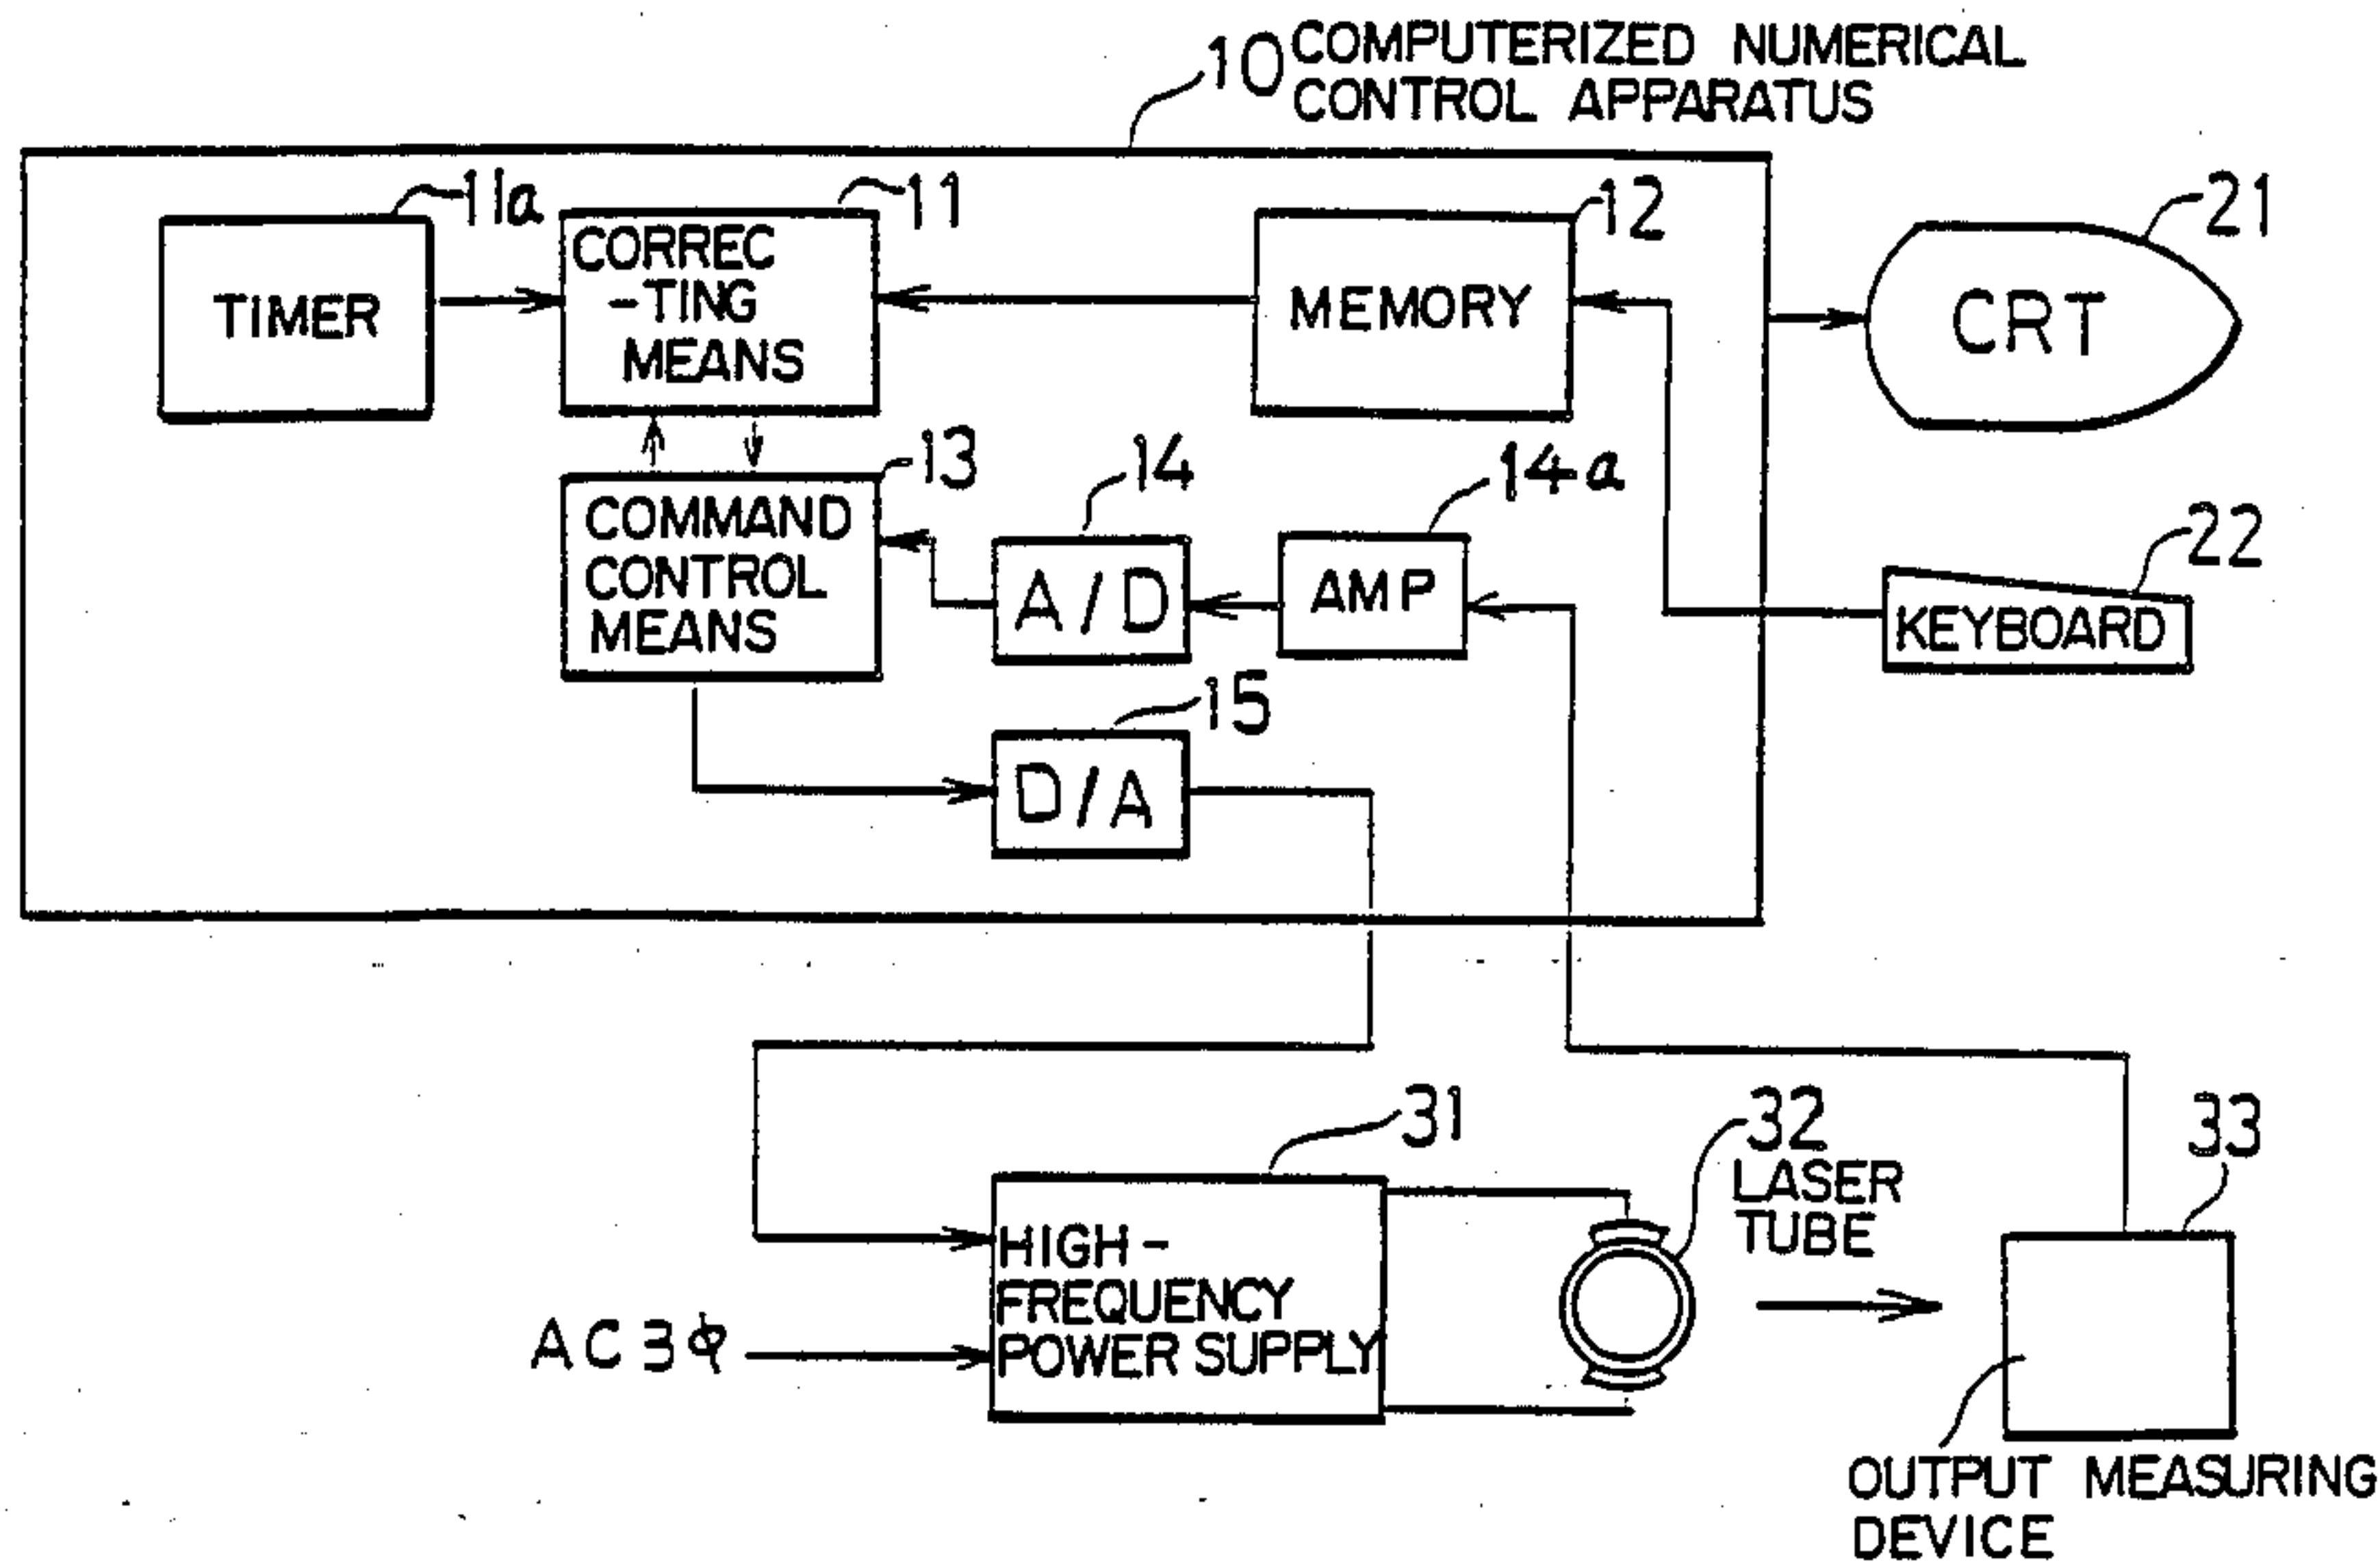 10 COMPUTERIZED NUMERICAL
CONTROL APPARATUS
11a
11
12
21
TIMER
CORREC
-TING
MEANS
MEMORY
CRT
13
14
14a
22
COMMAND
CONTROL
MEANS
A/D
AMP
KEYBOARD
15
D/A
31
32
LASER
TUBE
33
HIGH-
FREQUENCY
POWER SUPPLY
AC 3φ
OUTPUT MEASURING
DEVICE